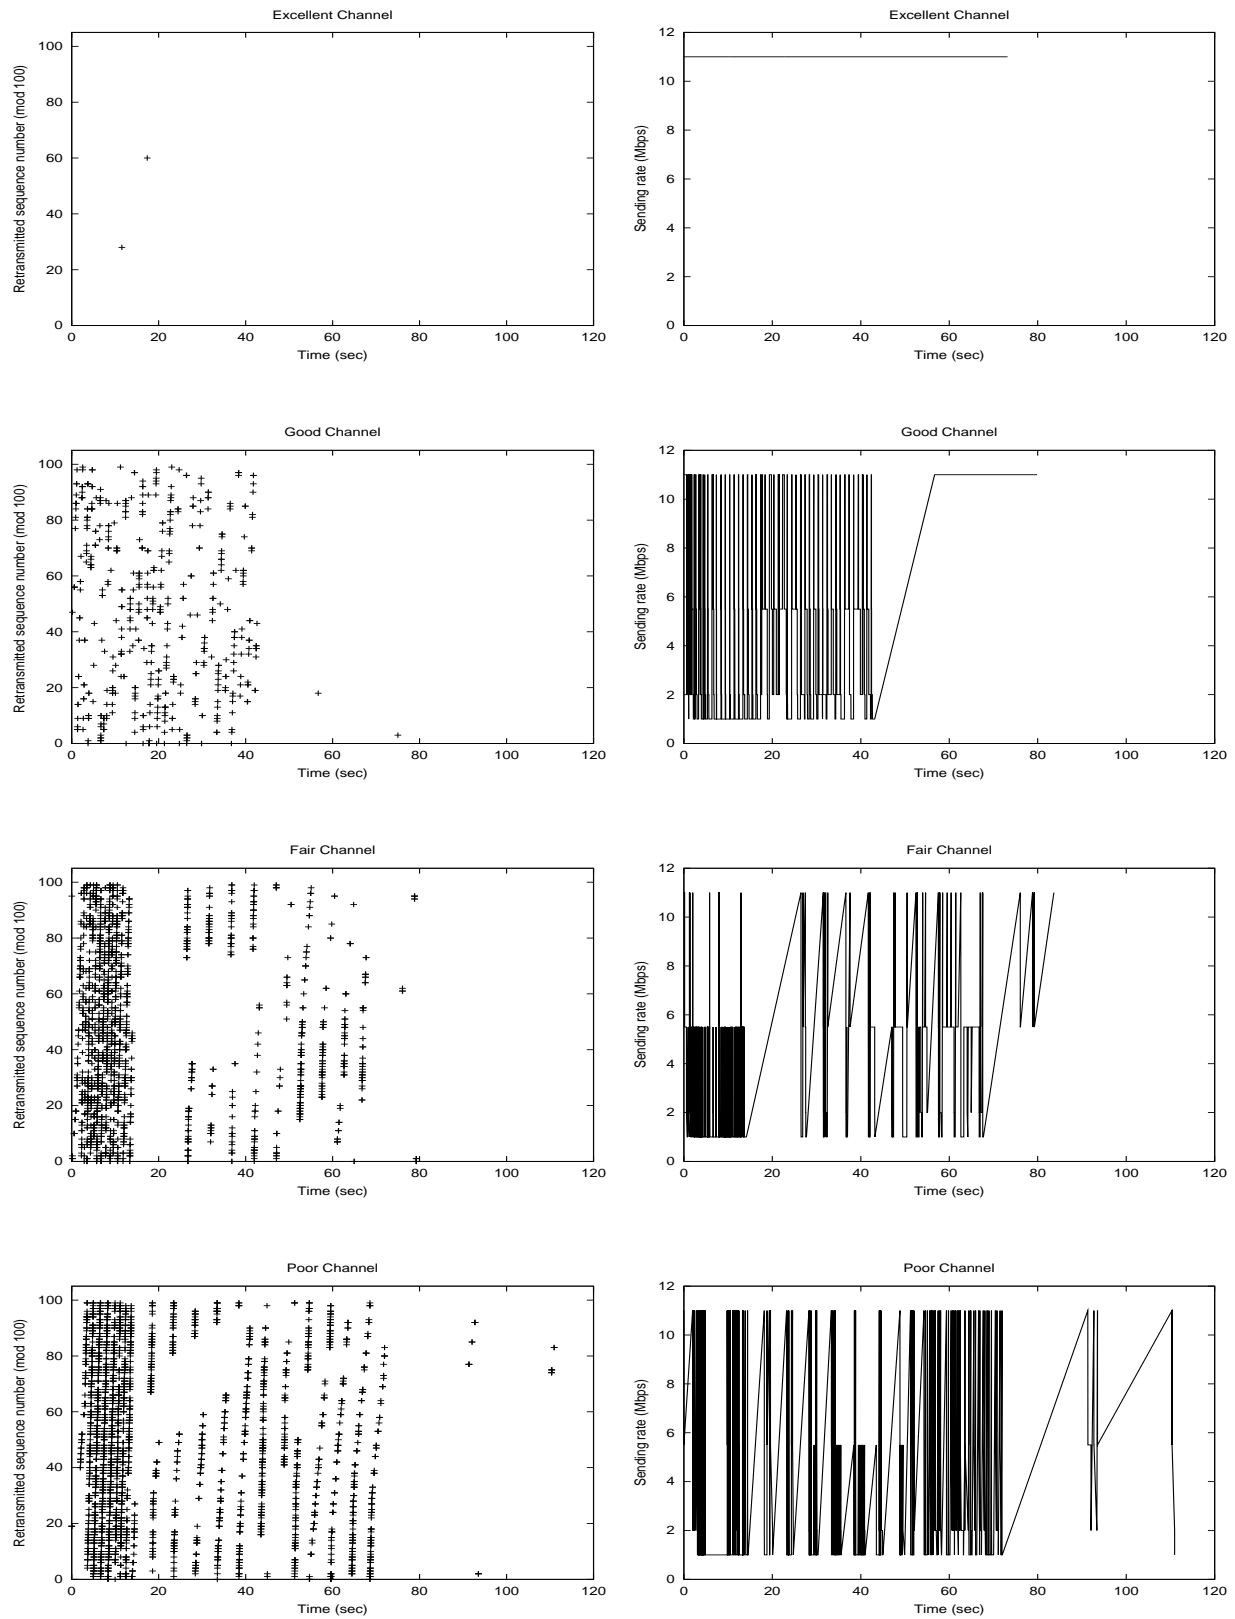 Excellent Channel
Retransmitted sequence number (mod 100)
100
80
60
40
20
0
0 20 40 60 80 100 120
Time (sec)
Excellent Channel
Sending rate (Mbps)
12
10
8
6
4
2
0
0 20 40 60 80 100 120
Time (sec)
Good Channel
Retransmitted sequence number (mod 100)
100
80
60
40
20
0
0 20 40 60 80 100 120
Time (sec)
Good Channel
Sending rate (Mbps)
12
10
8
6
4
2
0
0 20 40 60 80 100 120
Time (sec)
Fair Channel
Retransmitted sequence number (mod 100)
100
80
60
40
20
0
0 20 40 60 80 100 120
Time (sec)
Fair Channel
Sending rate (Mbps)
12
10
8
6
4
2
0
0 20 40 60 80 100 120
Time (sec)
Poor Channel
Retransmitted sequence number (mod 100)
100
80
60
40
20
0
0 20 40 60 80 100 120
Time (sec)
Poor Channel
Sending rate (Mbps)
12
10
8
6
4
2
0
0 20 40 60 80 100 120
Time (sec)